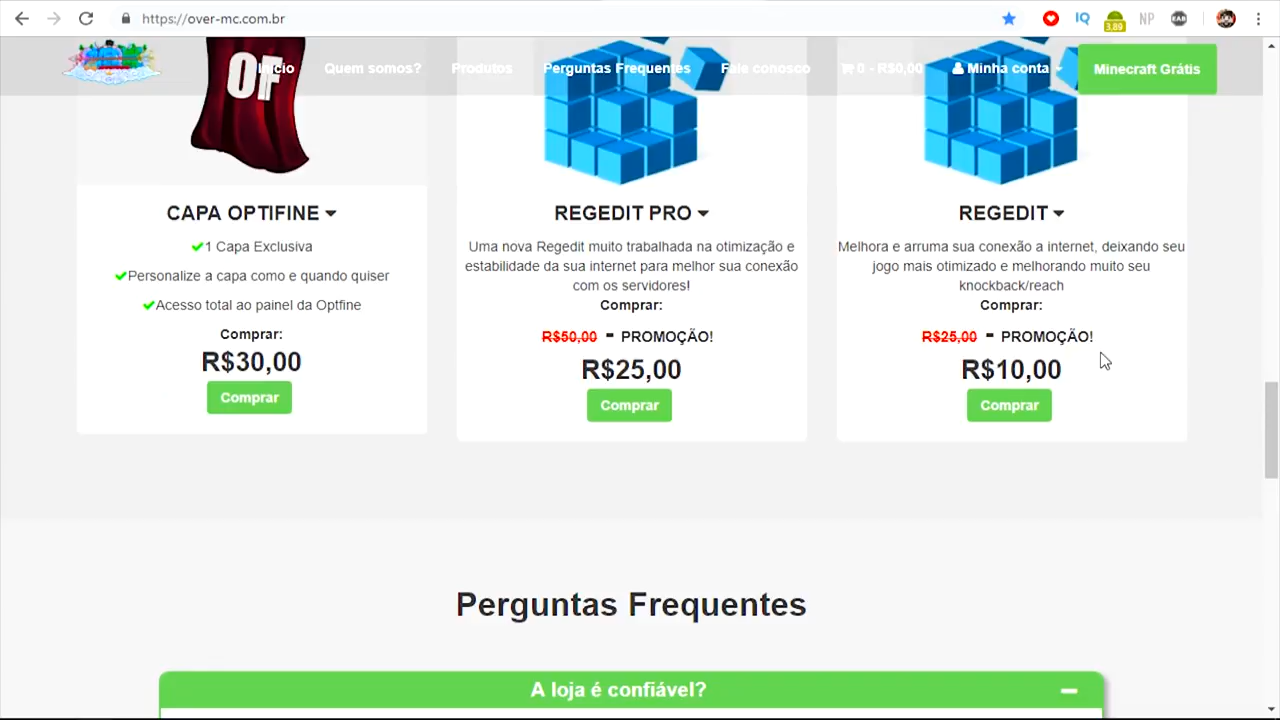 https://over-mc.com.br
IQ
3.89
NP
EAB
Início
Quem somos?
Produtos
Perguntas Frequentes
Fale conosco
0 - R$0,00
Minha conta
Minecraft Grátis
OF
CAPA OPTIFINE
1 Capa Exclusiva
Personalize a capa como e quando quiser
Acesso total ao painel da Optfine
Comprar:
R$30,00
Comprar
REGEDIT PRO
Uma nova Regedit muito trabalhada na otimização e
estabilidade da sua internet para melhor sua conexão
com os servidores!
Comprar:
R$50,00 - PROMOÇÃO!
R$25,00
Comprar
REGEDIT
Melhora e arruma sua conexão a internet, deixando seu
jogo mais otimizado e melhorando muito seu
knockback/reach
Comprar:
R$25,00 - PROMOÇÃO!
R$10,00
Comprar
Perguntas Frequentes
A loja é confiável?